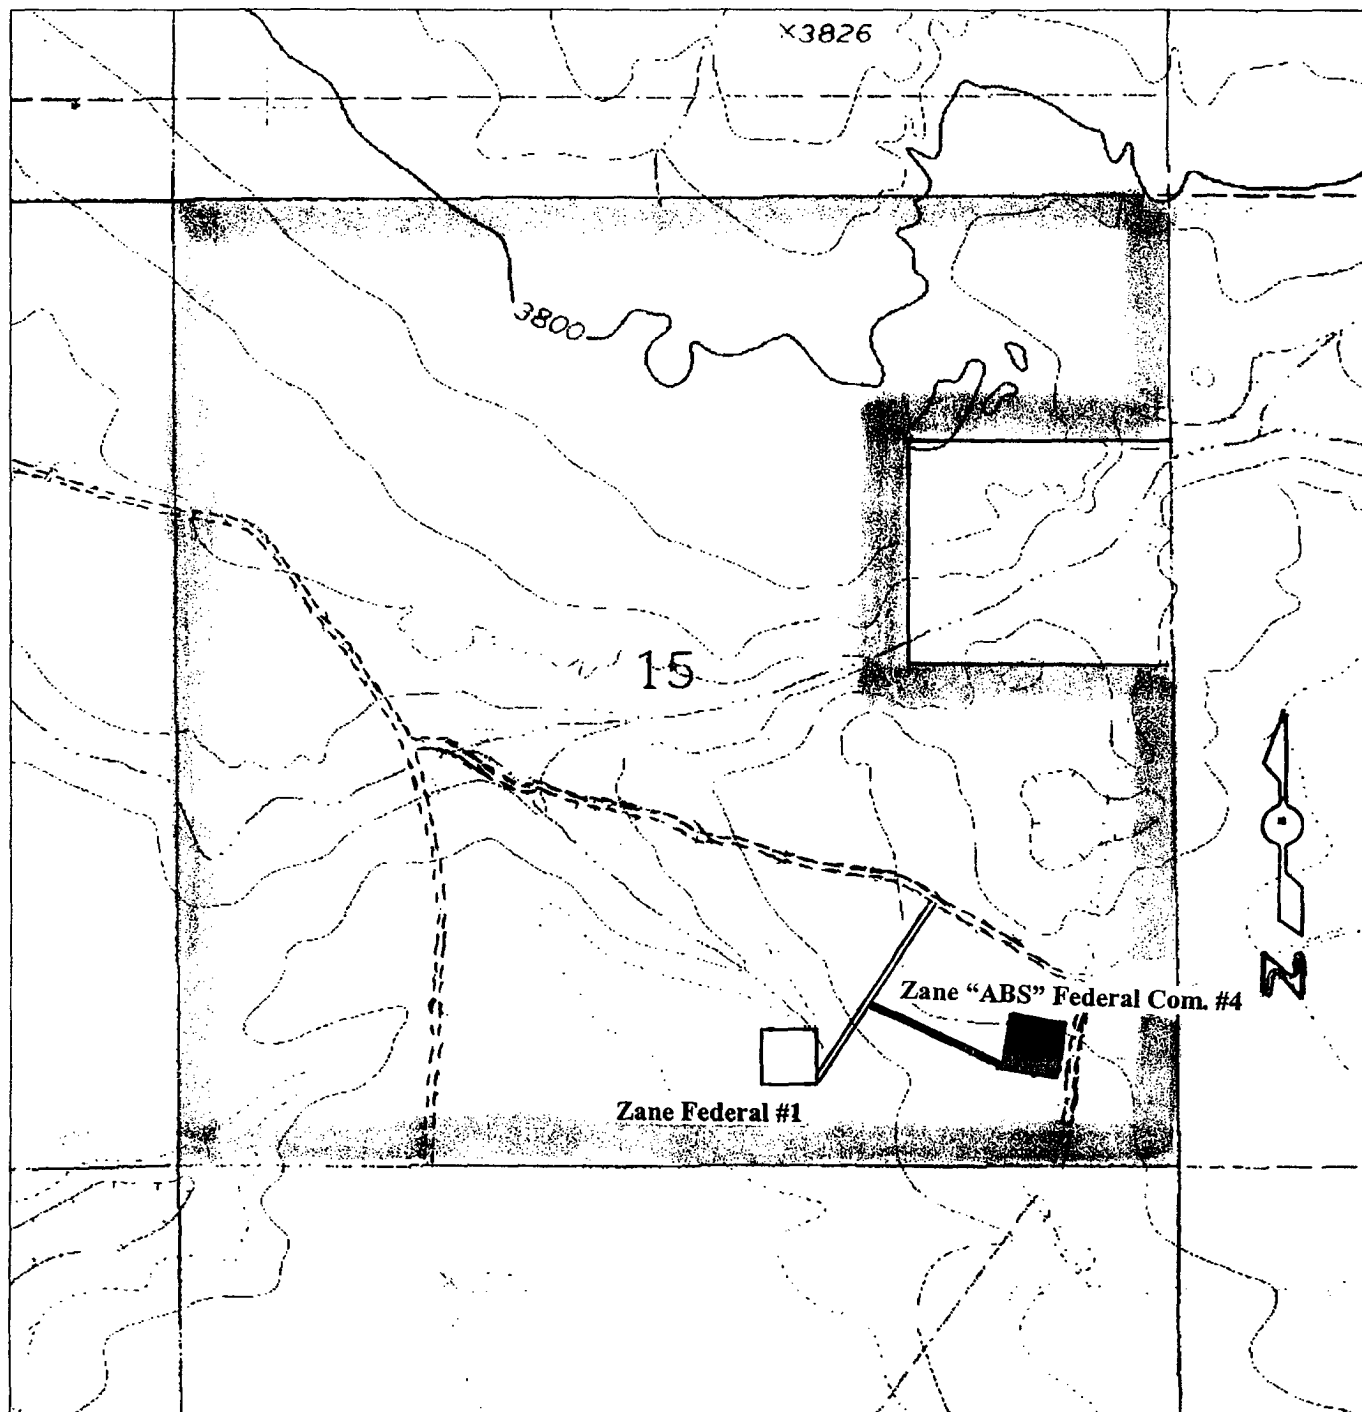 ×3826
3800
15
Zane “ABS” Federal Com. #4
Zane Federal #1
N